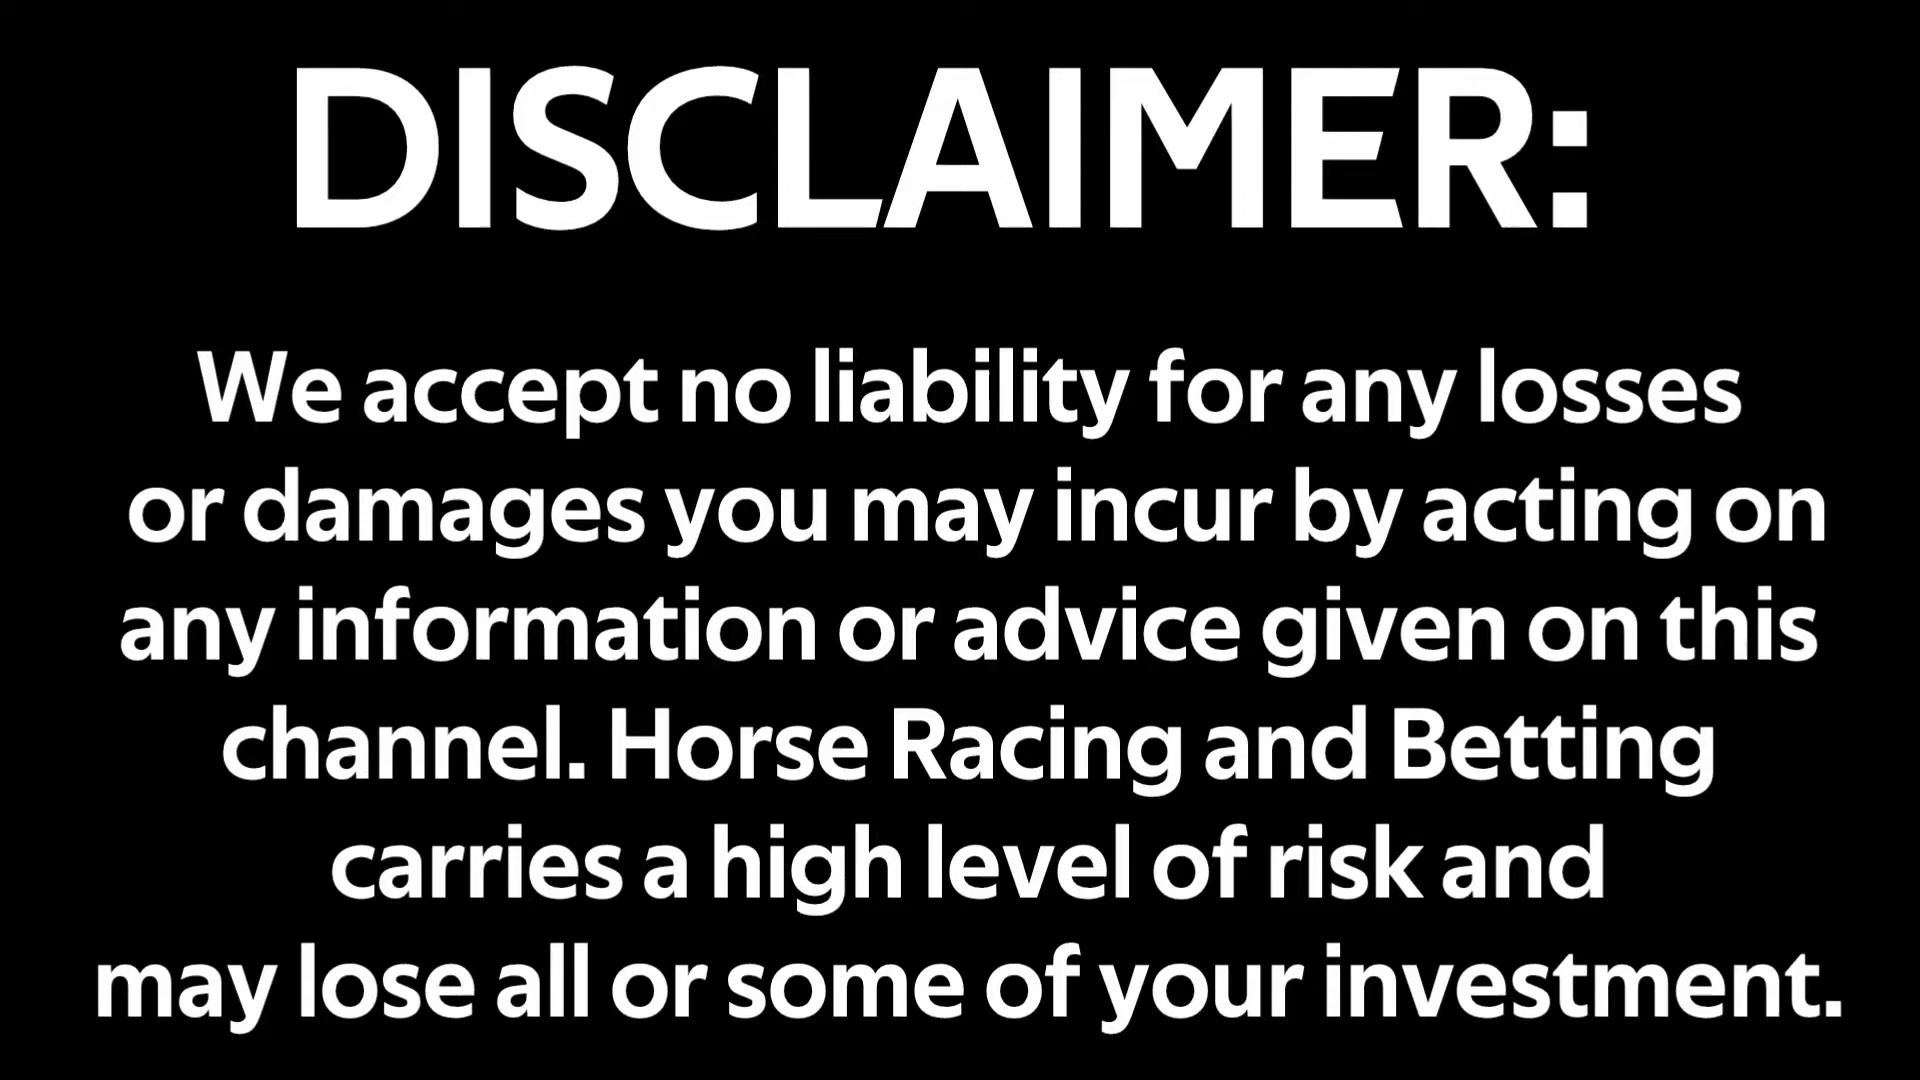 DISCLAIMER:
We accept no liability for any losses
or damages you may incur by acting on
any information or advice given on this
channel. Horse Racing and Betting
carries a high level of risk and
may lose all or some of your investment.